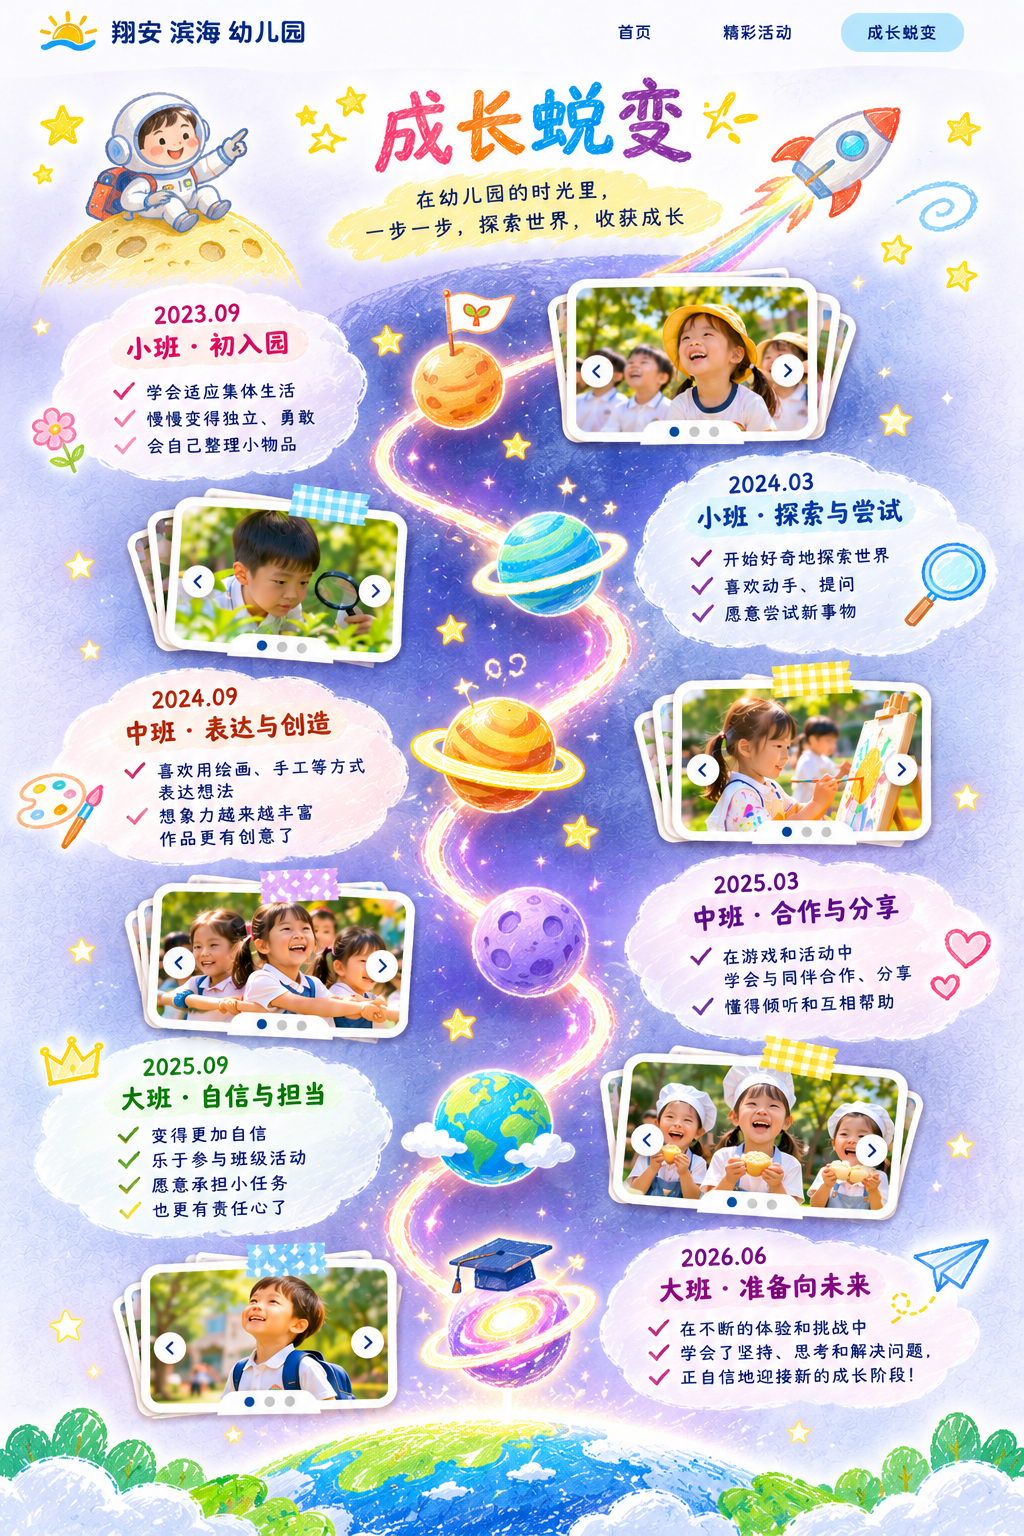 翔安 滨海 幼儿园
首页
精彩活动
成长蜕变
成长蜕变
在幼儿园的时光里，
一步一步，探索世界，收获成长
2023.09
小班 · 初入园
学会适应集体生活
慢慢变得独立、勇敢
会自己整理小物品
2024.03
小班 · 探索与尝试
开始好奇地探索世界
喜欢动手、提问
愿意尝试新事物
2024.09
中班 · 表达与创造
喜欢用绘画、手工等方式
表达想法
想象力越来越丰富
作品更有创意了
2025.03
中班 · 合作与分享
在游戏和活动中
学会与同伴合作、分享
懂得倾听和互相帮助
2025.09
大班 · 自信与担当
变得更加自信
乐于参与班级活动
愿意承担小任务
也更有责任心了
2026.06
大班 · 准备向未来
在不断的体验和挑战中
学会了坚持、思考和解决问题，
正自信地迎接新的成长阶段！